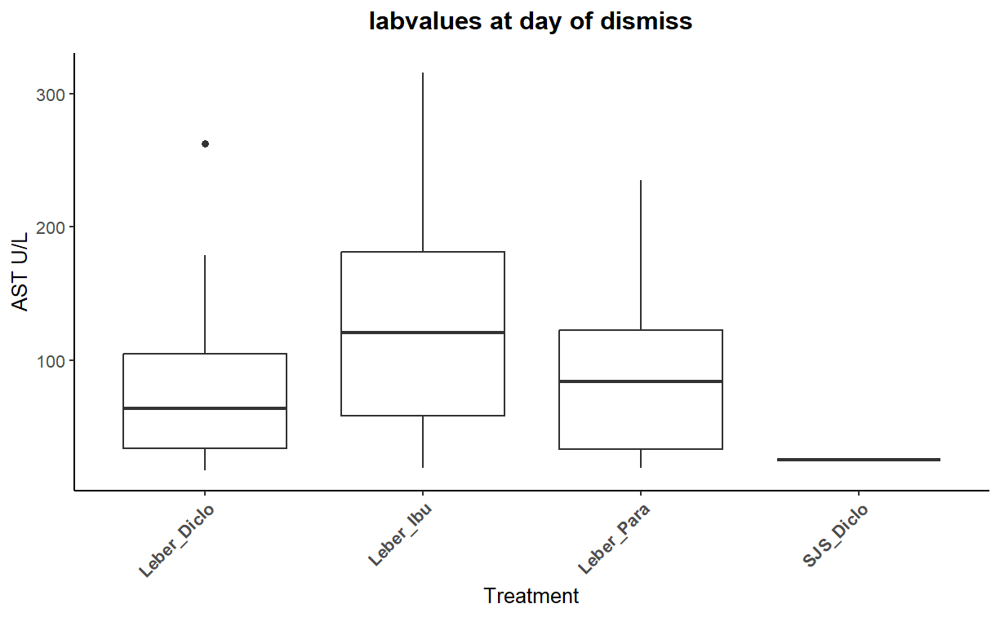 labvalues at day of dismiss
AST U/L
300
200
100
Leber_Diclo
Leber_Ibu
Leber_Para
SJS_Diclo
Treatment